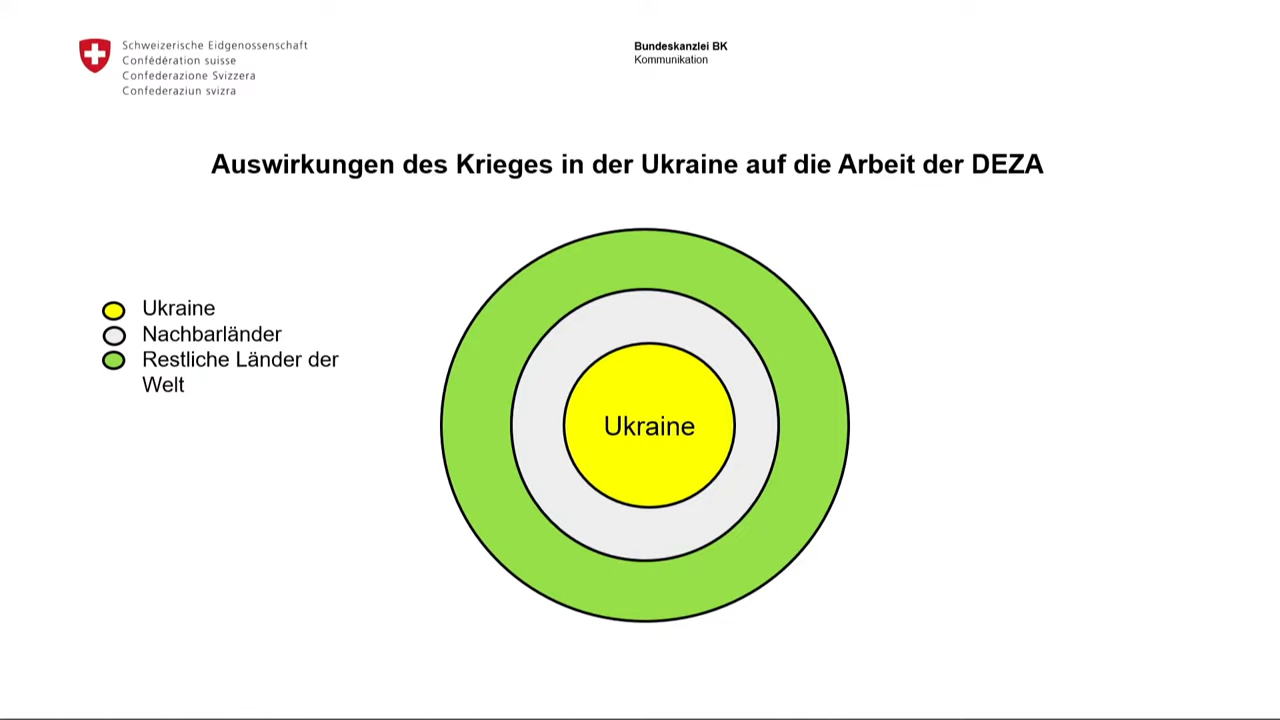 Schweizerische Eidgenossenschaft
Confédération suisse
Confederazione Svizzera
Confederaziun svizra
Bundeskanzlei BK
Kommunikation
Auswirkungen des Krieges in der Ukraine auf die Arbeit der DEZA
Ukraine
Nachbarländer
Restliche Länder der
Welt
Ukraine